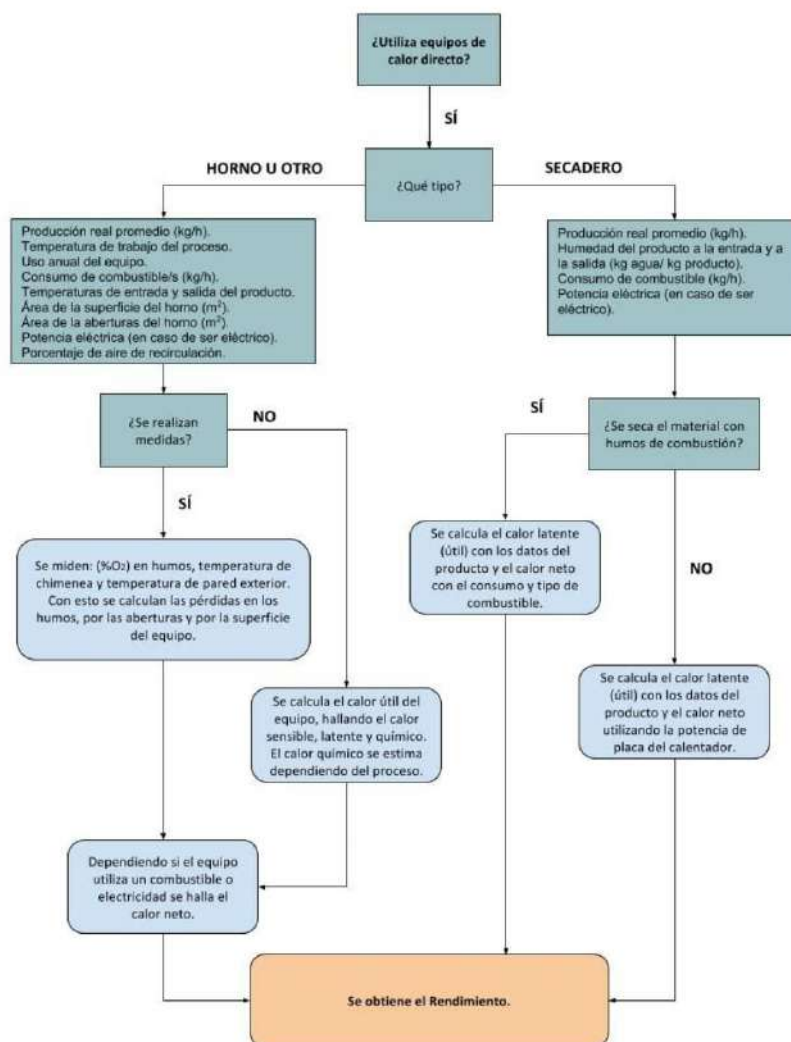 ¿Utiliza equipos de
calor directo?
SÍ
HORNO U OTRO
¿Qué tipo?
SECADERO
Producción real promedio (kg/h).
Temperatura de trabajo del proceso.
Uso anual del equipo.
Consumo de combustible/s (kg/h).
Temperaturas de entrada y salida del producto.
Área de la superficie del horno (m²).
Área de la aberturas del horno (m²).
Potencia eléctrica (en caso de ser eléctrico).
Porcentaje de aire de recirculación.
Producción real promedio (kg/h).
Humedad del producto a la entrada y a
la salida (kg agua/ kg producto).
Consumo de combustible (kg/h).
Potencia eléctrica (en caso de ser
eléctrico).
¿Se realizan
medidas?
NO
SÍ
SÍ
¿Se seca el material con
humos de combustión?
NO
Se miden: (%O₂) en humos, temperatura de
chimenea y temperatura de pared exterior.
Con esto se calculan las pérdidas en los
humos, por las aberturas y por la superficie
del equipo.
Se calcula el calor latente
(útil) con los datos del
producto y el calor neto
con el consumo y tipo de
combustible.
Se calcula el calor útil del
equipo, hallando el calor
sensible, latente y químico.
El calor químico se estima
dependiendo del proceso.
Se calcula el calor latente
(útil) con los datos del
producto y el calor neto
utilizando la potencia de
placa del calentador.
Dependiendo si el equipo
utiliza un combustible o
electricidad se halla el
calor neto.
Se obtiene el Rendimiento.